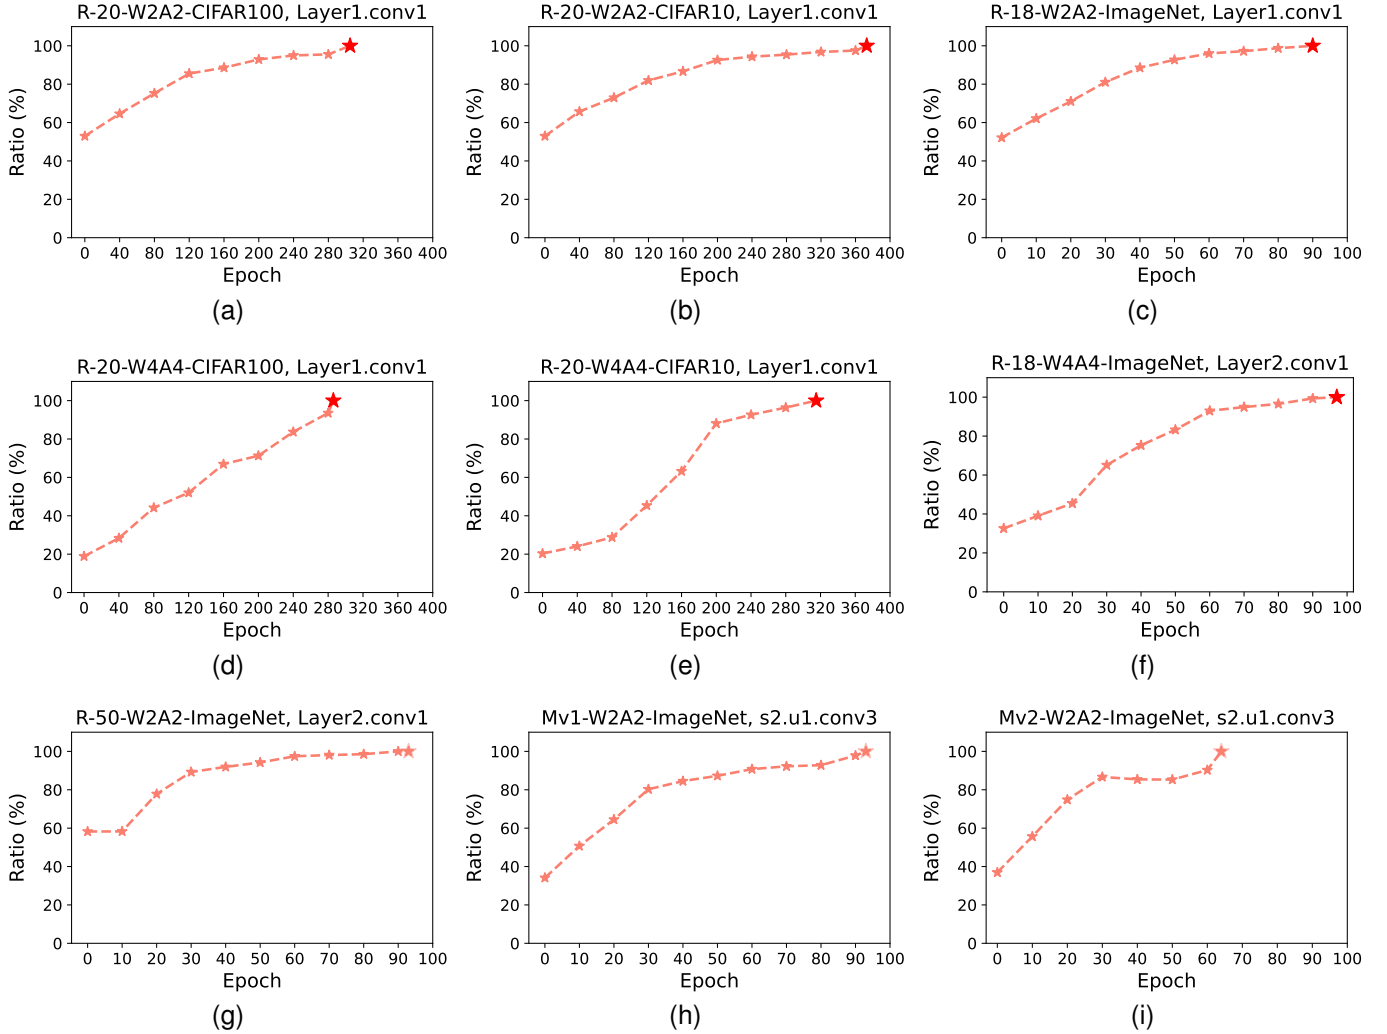 R-20-W2A2-CIFAR100, Layer1.conv1
Ratio (%)
100
80
60
40
20
0
0 40 80 120 160 200 240 280 320 360 400
Epoch
(a)
R-20-W2A2-CIFAR10, Layer1.conv1
Ratio (%)
100
80
60
40
20
0
0 40 80 120 160 200 240 280 320 360 400
Epoch
(b)
R-18-W2A2-ImageNet, Layer1.conv1
Ratio (%)
100
80
60
40
20
0
0 10 20 30 40 50 60 70 80 90 100
Epoch
(c)
R-20-W4A4-CIFAR100, Layer1.conv1
Ratio (%)
100
80
60
40
20
0
0 40 80 120 160 200 240 280 320 360 400
Epoch
(d)
R-20-W4A4-CIFAR10, Layer1.conv1
Ratio (%)
100
80
60
40
20
0
0 40 80 120 160 200 240 280 320 360 400
Epoch
(e)
R-18-W4A4-ImageNet, Layer2.conv1
Ratio (%)
100
80
60
40
20
0
0 10 20 30 40 50 60 70 80 90 100
Epoch
(f)
R-50-W2A2-ImageNet, Layer2.conv1
Ratio (%)
100
80
60
40
20
0
0 10 20 30 40 50 60 70 80 90 100
Epoch
(g)
Mv1-W2A2-ImageNet, s2.u1.conv3
Ratio (%)
100
80
60
40
20
0
0 10 20 30 40 50 60 70 80 90 100
Epoch
(h)
Mv2-W2A2-ImageNet, s2.u1.conv3
Ratio (%)
100
80
60
40
20
0
0 10 20 30 40 50 60 70 80 90 100
Epoch
(i)